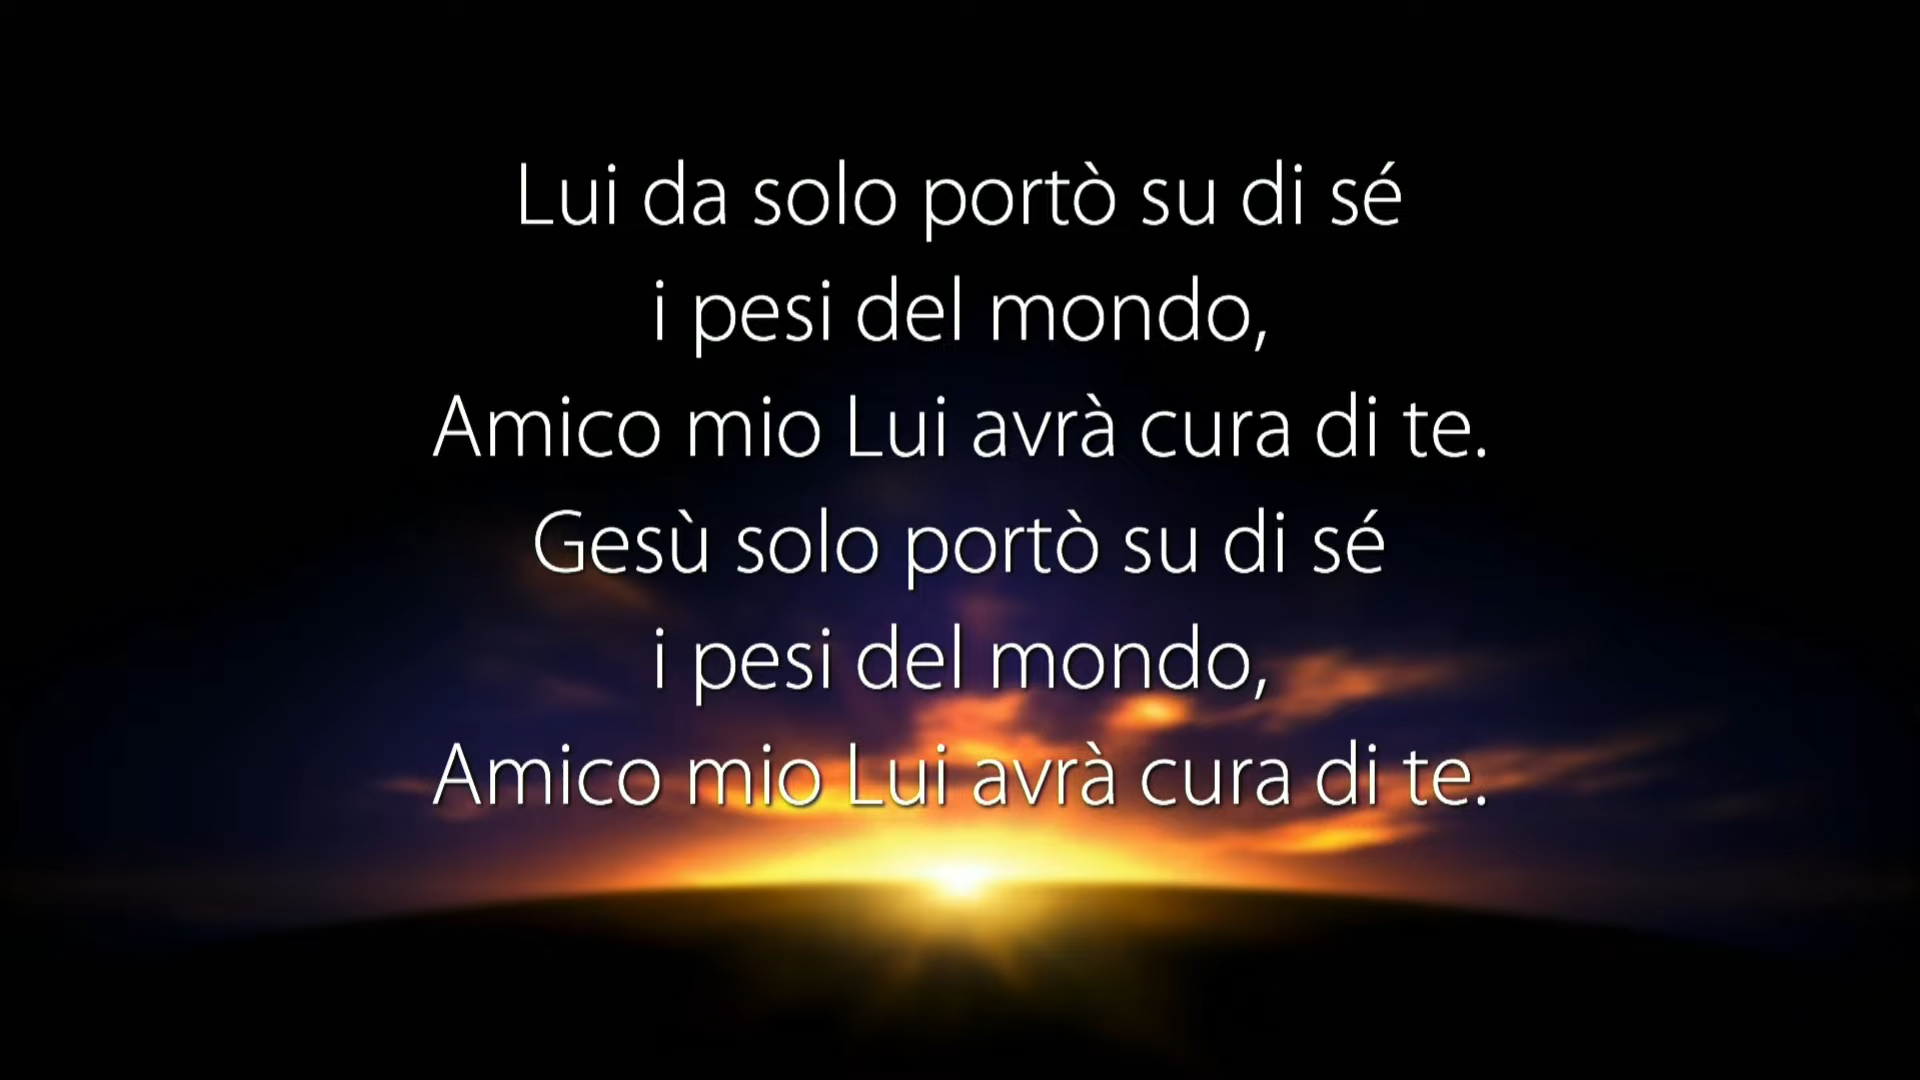 Lui da solo portò su di sé
i pesi del mondo,
Amico mio Lui avrà cura di te.
Gesù solo portò su di sé
i pesi del mondo,
Amico mio Lui avrà cura di te.